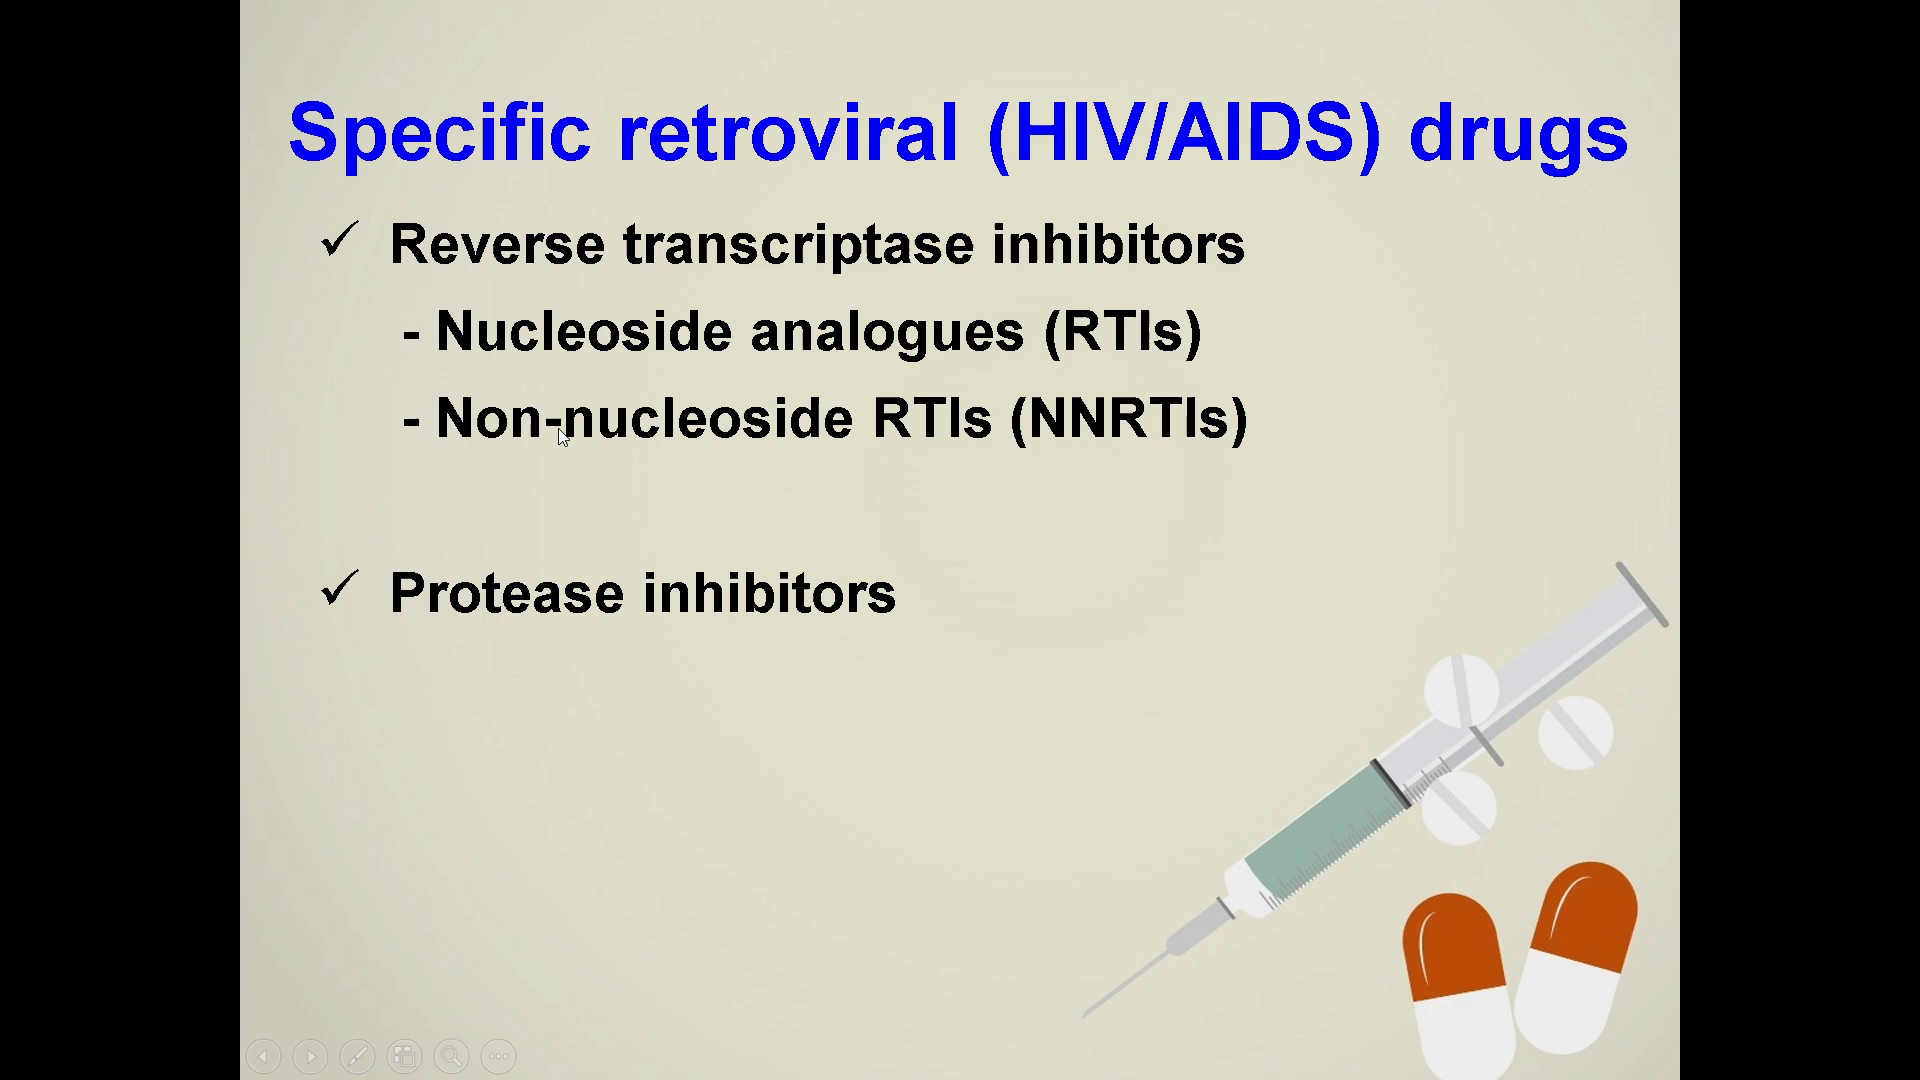 Specific retroviral (HIV/AIDS) drugs
✓ Reverse transcriptase inhibitors
- Nucleoside analogues (RTIs)
- Non-nucleoside RTIs (NNRTIs)
✓ Protease inhibitors